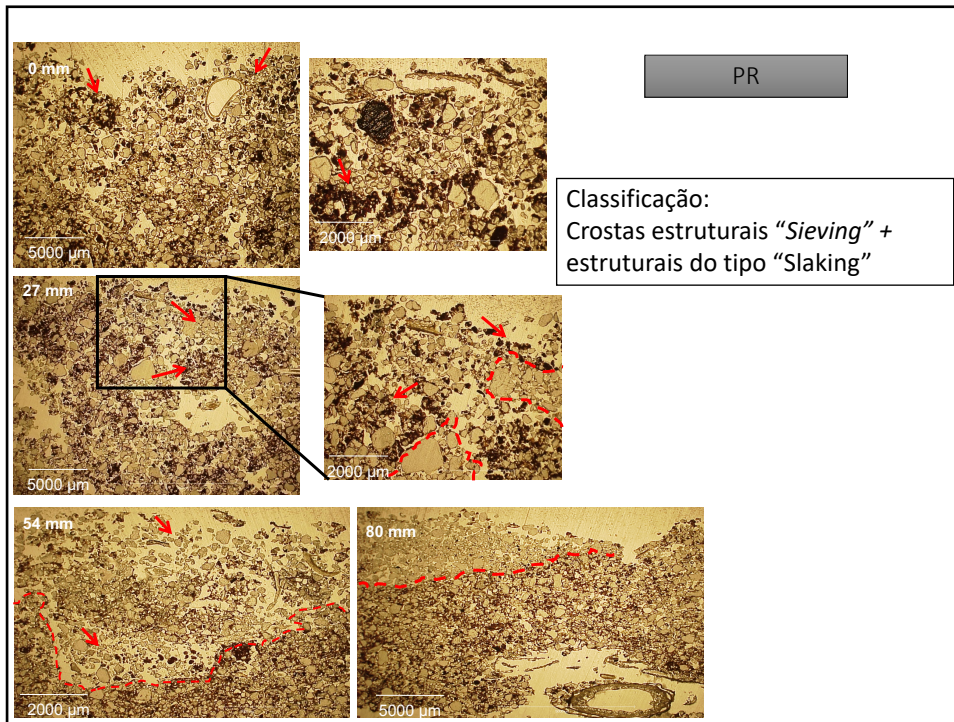 0 mm
5000 µm
2000 µm
PR
Classificação:
Crostas estruturais “Sieving” +
estruturais do tipo “Slaking”
27 mm
5000 µm
2000 µm
54 mm
2000 µm
80 mm
5000 µm